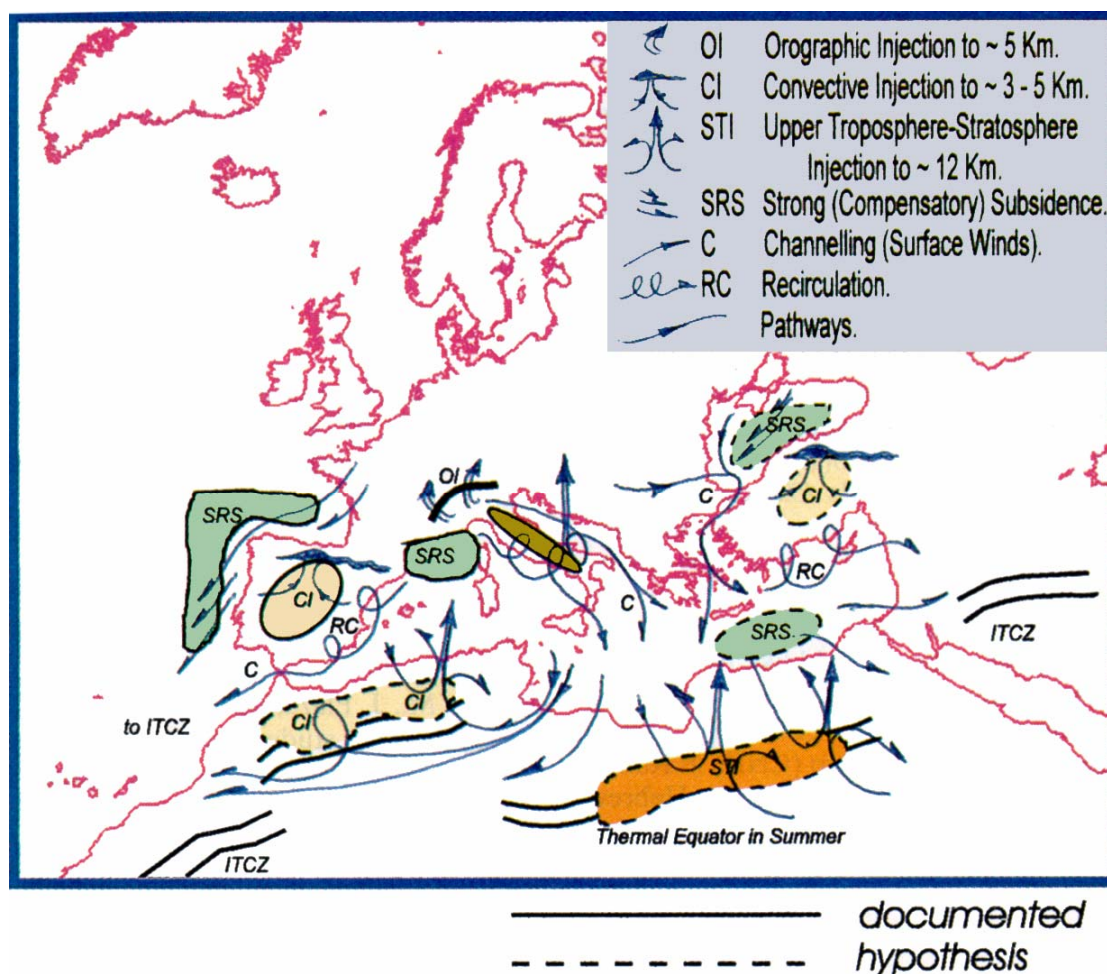 OI Orographic Injection to ~ 5 Km.
CI Convective Injection to ~ 3 - 5 Km.
STI Upper Troposphere-Stratosphere
Injection to ~ 12 Km.
SRS Strong (Compensatory) Subsidence.
C Channelling (Surface Winds).
RC Recirculation.
Pathways.
SRS
OI
C
CI
SRS
SRS
CI
RC
RC
C
SRS
ITCZ
C
CI
to ITCZ
CI
STI
Thermal Equator in Summer
ITCZ
documented
hypothesis